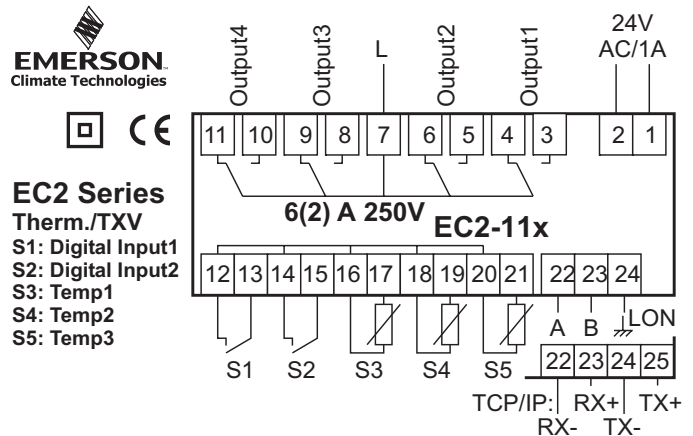 EMERSON
Climate Technologies
CE
EC2 Series
Therm./TXV
S1: Digital Input1
S2: Digital Input2
S3: Temp1
S4: Temp2
S5: Temp3
Output4
Output3
L
Output2
Output1
24V
AC/1A
11 10 9 8 7 6 5 4 3 2 1
6(2) A 250V
EC2-11x
12 13 14 15 16 17 18 19 20 21 22 23 24
A B LON
S1 S2 S3 S4 S5
22 23 24 25
TCP/IP: RX+ TX+
RX- TX-